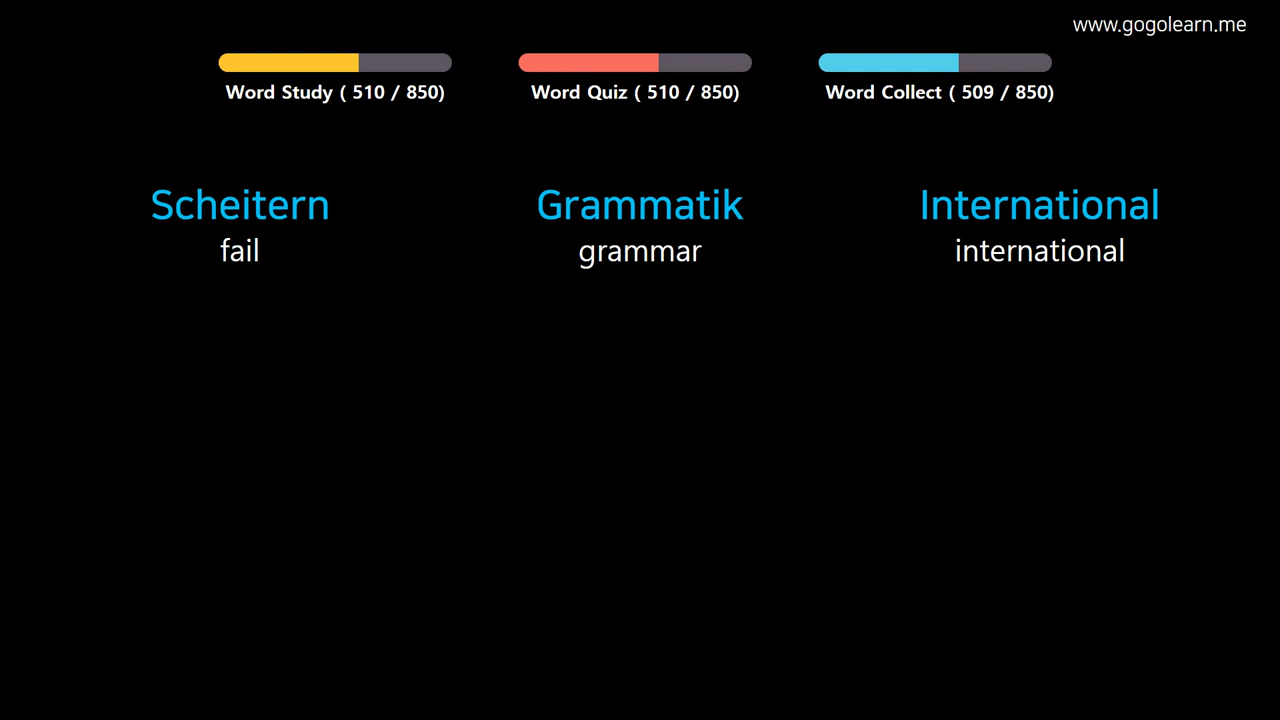 www.gogolearn.me
Word Study ( 510 / 850)
Word Quiz ( 510 / 850)
Word Collect ( 509 / 850)
Scheitern
fail
Grammatik
grammar
International
international